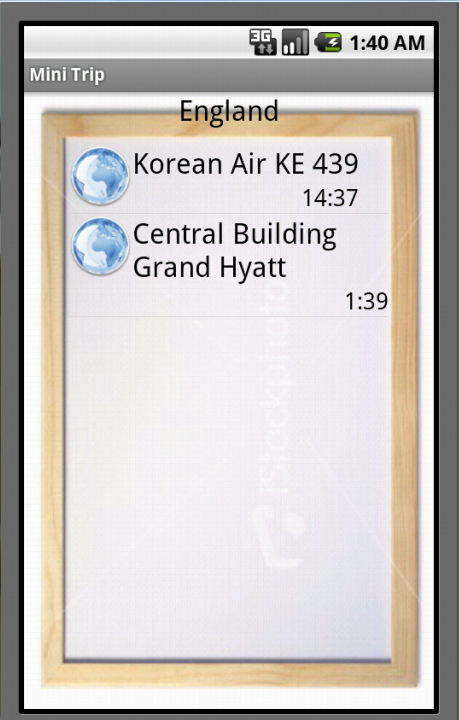 3G
1:40 AM
Mini Trip
England
Korean Air KE 439
14:37
Central Building
Grand Hyatt
1:39
iStockphoto